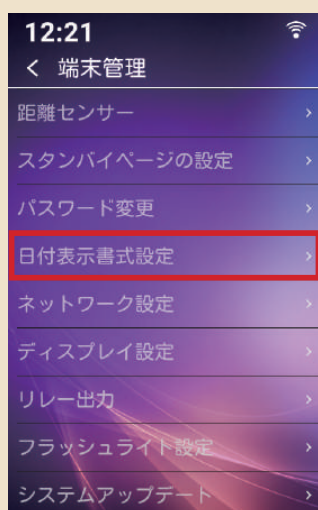 12:21
< 端末管理
距離センサー >
スタンバイページの設定 >
パスワード変更 >
日付表示書式設定 >
ネットワーク設定 >
ディスプレイ設定 >
リレー出力 >
フラッシュライト設定 >
システムアップデート >